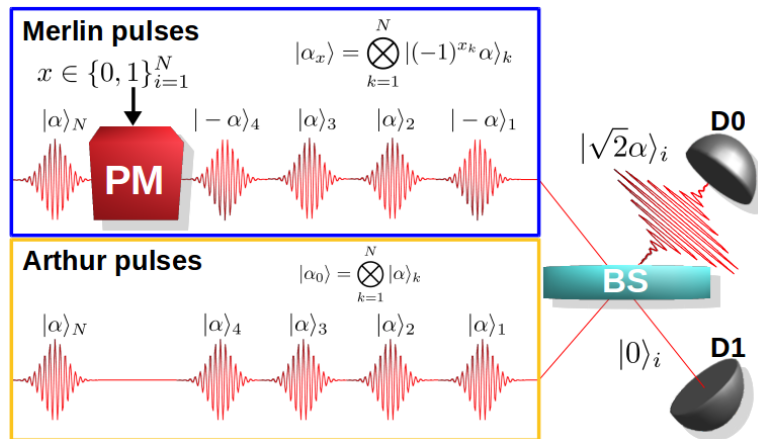 Merlin pulses
x ∈ {0, 1}_{i=1}^{N}
|α_x⟩ = ⨂_{k=1}^{N} |(-1)^{x_k} α⟩_k
|α⟩_N
PM
|-α⟩_4
|α⟩_3
|α⟩_2
|-α⟩_1
Arthur pulses
|α_0⟩ = ⨂_{k=1}^{N} |α⟩_k
|α⟩_N
|α⟩_4
|α⟩_3
|α⟩_2
|α⟩_1
D0
|√2α⟩_i
BS
|0⟩_i
D1